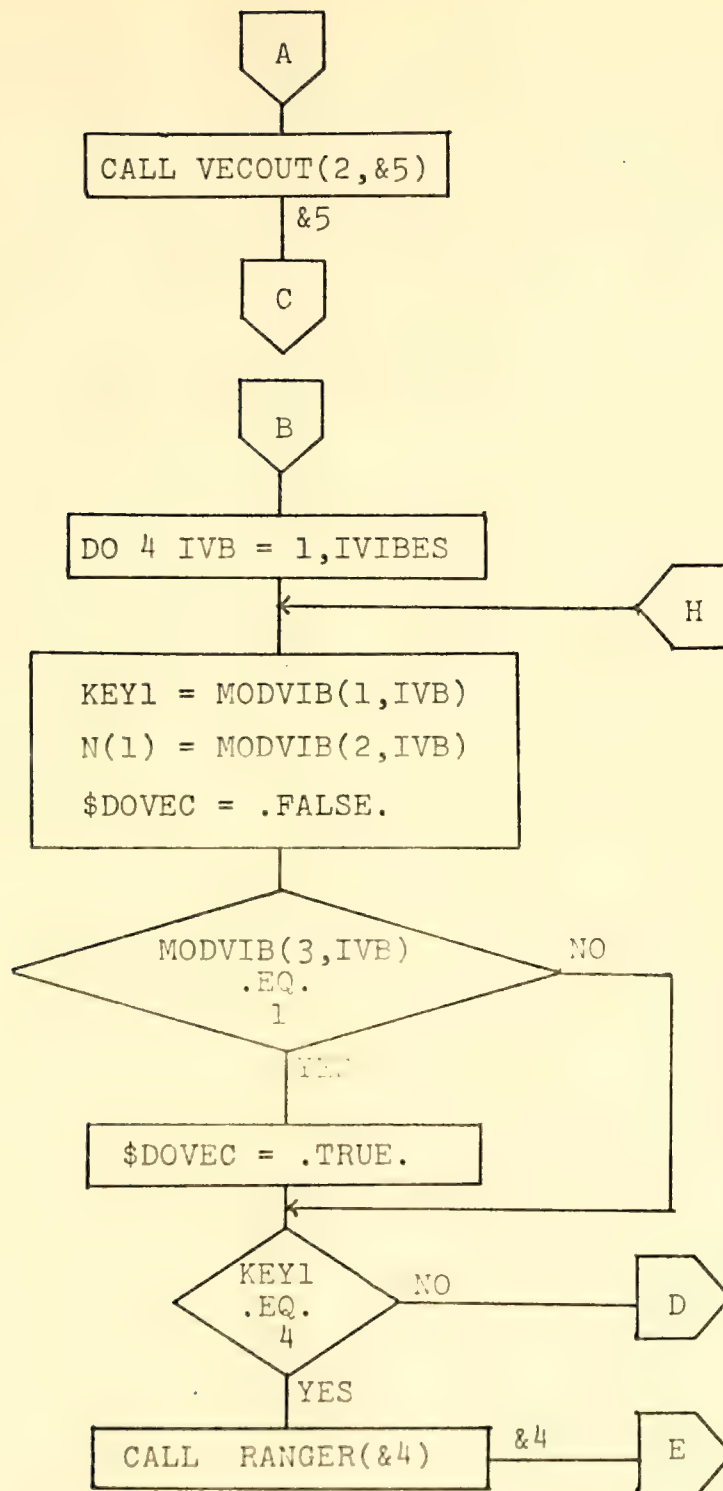 A
CALL VECOUT(2,&5)
&5
C
B
DO 4 IVB = 1,IVIBES
H
KEY1 = MODVIB(1,IVB)
N(1) = MODVIB(2,IVB)
$DOVEC = .FALSE.
MODVIB(3,IVB)
.EQ.
1
NO
YES
$DOVEC = .TRUE.
KEY1
.EQ.
4
NO
D
YES
CALL RANGER(&4)
&4
E